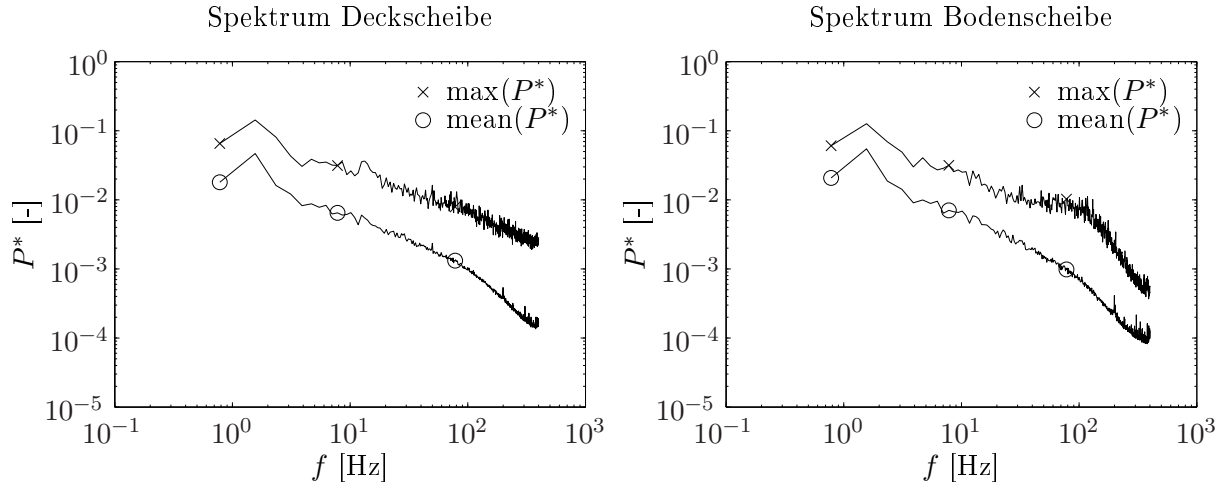 Spektrum Deckscheibe
10^0
10^-1
10^-2
10^-3
10^-4
10^-5
P* [-]
max(P*)
mean(P*)
10^-1 10^0 10^1 10^2 10^3
f [Hz]
Spektrum Bodenscheibe
10^0
10^-1
10^-2
10^-3
10^-4
10^-5
P* [-]
max(P*)
mean(P*)
10^-1 10^0 10^1 10^2 10^3
f [Hz]